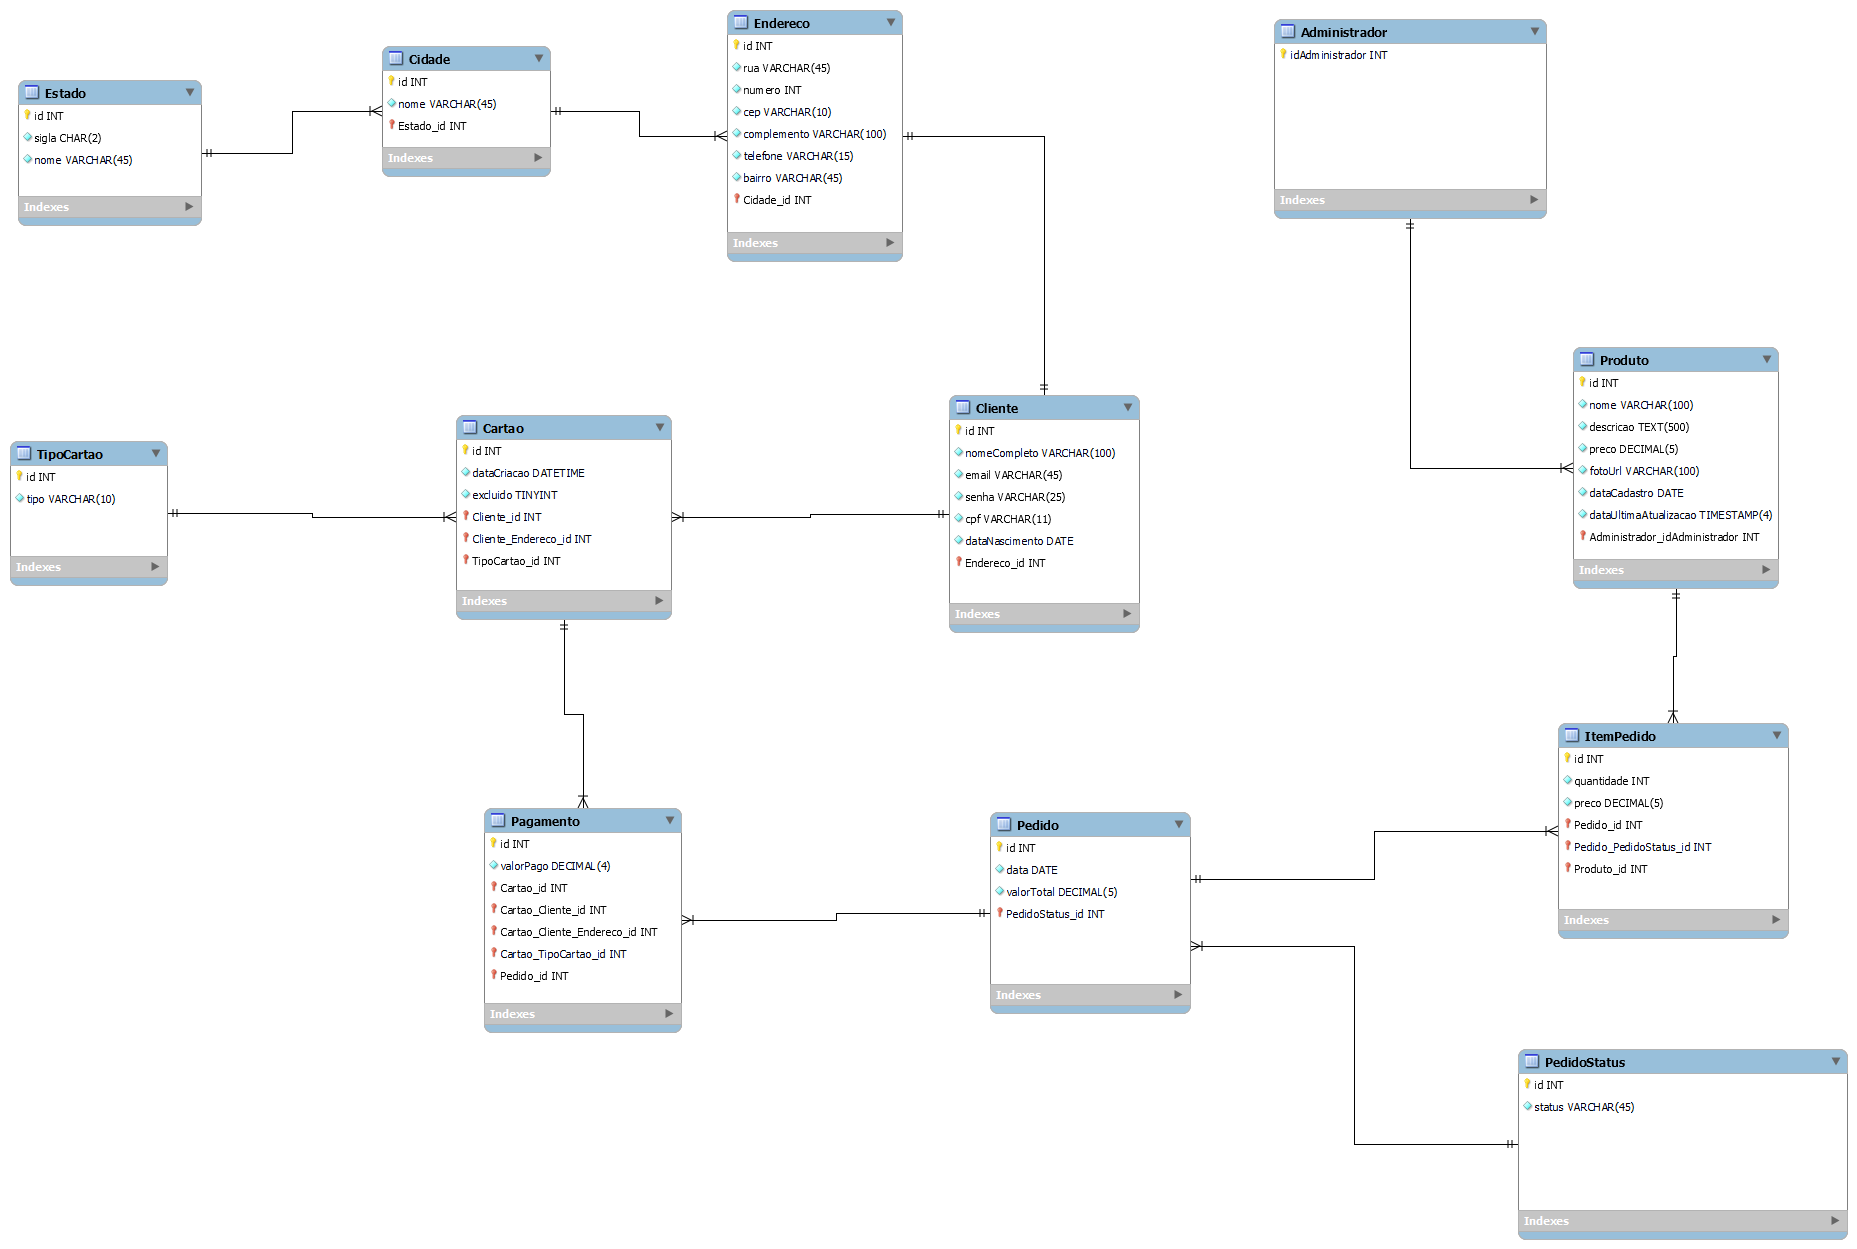 Estado
id INT
sigla CHAR(2)
nome VARCHAR(45)
Indexes
Cidade
id INT
nome VARCHAR(45)
Estado_id INT
Indexes
Endereco
id INT
rua VARCHAR(45)
numero INT
cep VARCHAR(10)
complemento VARCHAR(100)
telefone VARCHAR(15)
bairro VARCHAR(45)
Cidade_id INT
Indexes
Administrador
idAdministrador INT
Indexes
TipoCartao
id INT
tipo VARCHAR(10)
Indexes
Cartao
id INT
dataCriacao DATETIME
excluido TINYINT
Cliente_id INT
Cliente_Endereco_id INT
TipoCartao_id INT
Indexes
Cliente
id INT
nomeCompleto VARCHAR(100)
email VARCHAR(45)
senha VARCHAR(25)
cpf VARCHAR(11)
dataNascimento DATE
Endereco_id INT
Indexes
Produto
id INT
nome VARCHAR(100)
descricao TEXT(500)
preco DECIMAL(5)
fotoUrl VARCHAR(100)
dataCadastro DATE
dataUltimaAtualizacao TIMESTAMP(4)
Administrador_idAdministrador INT
Indexes
Pagamento
id INT
valorPago DECIMAL(4)
Cartao_id INT
Cartao_Cliente_id INT
Cartao_Cliente_Endereco_id INT
Cartao_TipoCartao_id INT
Pedido_id INT
Indexes
Pedido
id INT
data DATE
valorTotal DECIMAL(5)
PedidoStatus_id INT
Indexes
ItemPedido
id INT
quantidade INT
preco DECIMAL(5)
Pedido_id INT
Pedido_PedidoStatus_id INT
Produto_id INT
Indexes
PedidoStatus
id INT
status VARCHAR(45)
Indexes